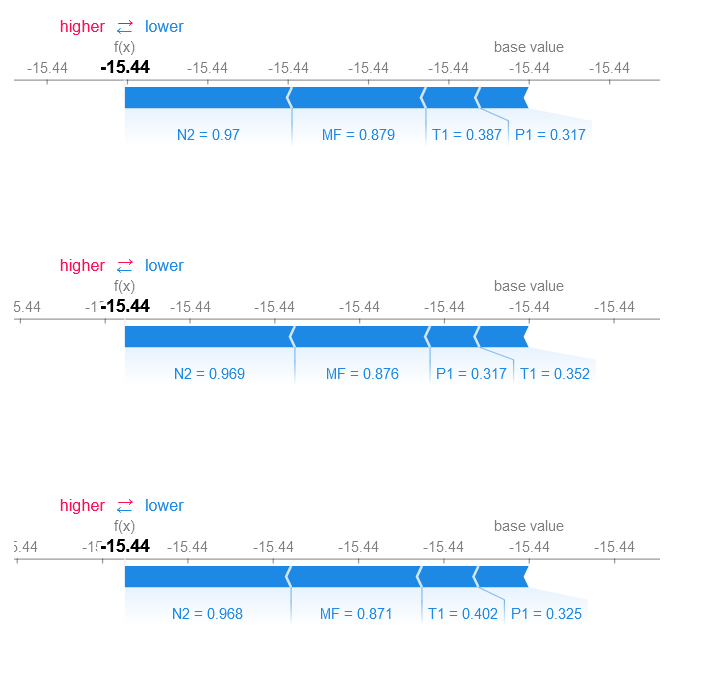 higher ⇄ lower
f(x) base value
-15.44 -15.44 -15.44 -15.44 -15.44 -15.44 -15.44 -15.44
N2 = 0.97 MF = 0.879 T1 = 0.387 P1 = 0.317
higher ⇄ lower
f(x) base value
5.44 -1 -15.44 -15.44 -15.44 -15.44 -15.44 -15.44 -15.44
N2 = 0.969 MF = 0.876 P1 = 0.317 T1 = 0.352
higher ⇄ lower
f(x) base value
5.44 -1 -15.44 -15.44 -15.44 -15.44 -15.44 -15.44 -15.44
N2 = 0.968 MF = 0.871 T1 = 0.402 P1 = 0.325